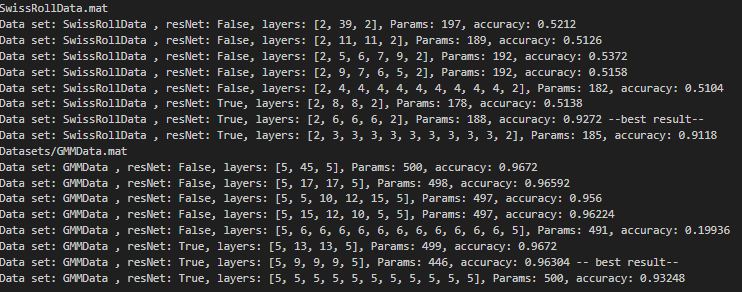 SwissRollData.mat
Data set: SwissRollData , resNet: False, layers: [2, 39, 2], Params: 197, accuracy: 0.5212
Data set: SwissRollData , resNet: False, layers: [2, 11, 11, 2], Params: 189, accuracy: 0.5126
Data set: SwissRollData , resNet: False, layers: [2, 5, 6, 7, 9, 2], Params: 192, accuracy: 0.5372
Data set: SwissRollData , resNet: False, layers: [2, 9, 7, 6, 5, 2], Params: 192, accuracy: 0.5158
Data set: SwissRollData , resNet: False, layers: [2, 4, 4, 4, 4, 4, 4, 4, 4, 4, 2], Params: 182, accuracy: 0.5104
Data set: SwissRollData , resNet: True, layers: [2, 8, 8, 2], Params: 178, accuracy: 0.5138
Data set: SwissRollData , resNet: True, layers: [2, 6, 6, 6, 2], Params: 188, accuracy: 0.9272 --best result--
Data set: SwissRollData , resNet: True, layers: [2, 3, 3, 3, 3, 3, 3, 3, 3, 3, 2], Params: 185, accuracy: 0.9118
Datasets/GMMData.mat
Data set: GMMData , resNet: False, layers: [5, 45, 5], Params: 500, accuracy: 0.9672
Data set: GMMData , resNet: False, layers: [5, 17, 17, 5], Params: 498, accuracy: 0.96592
Data set: GMMData , resNet: False, layers: [5, 5, 10, 12, 15, 5], Params: 497, accuracy: 0.956
Data set: GMMData , resNet: False, layers: [5, 15, 12, 10, 5, 5], Params: 497, accuracy: 0.96224
Data set: GMMData , resNet: False, layers: [5, 6, 6, 6, 6, 6, 6, 6, 6, 6, 6, 6, 5], Params: 491, accuracy: 0.19936
Data set: GMMData , resNet: True, layers: [5, 13, 13, 5], Params: 499, accuracy: 0.9672
Data set: GMMData , resNet: True, layers: [5, 9, 9, 9, 5], Params: 446, accuracy: 0.96304 -- best result--
Data set: GMMData , resNet: True, layers: [5, 5, 5, 5, 5, 5, 5, 5, 5, 5, 5], Params: 500, accuracy: 0.93248